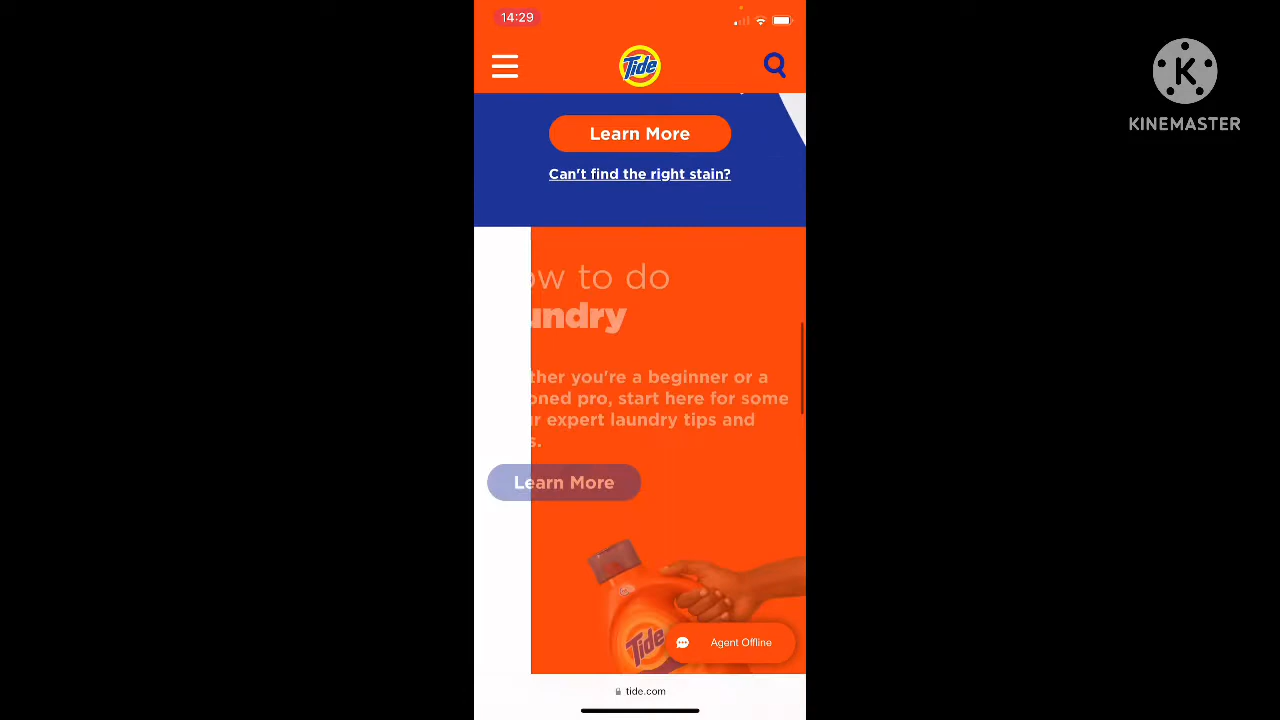 14:29
Tide
K
KINEMASTER
Learn More
Can't find the right stain?
ow to do
undry
ther you're a beginner or a
oned pro, start here for some
r expert laundry tips and
s.
Learn More
Tide
Agent Offline
tide.com